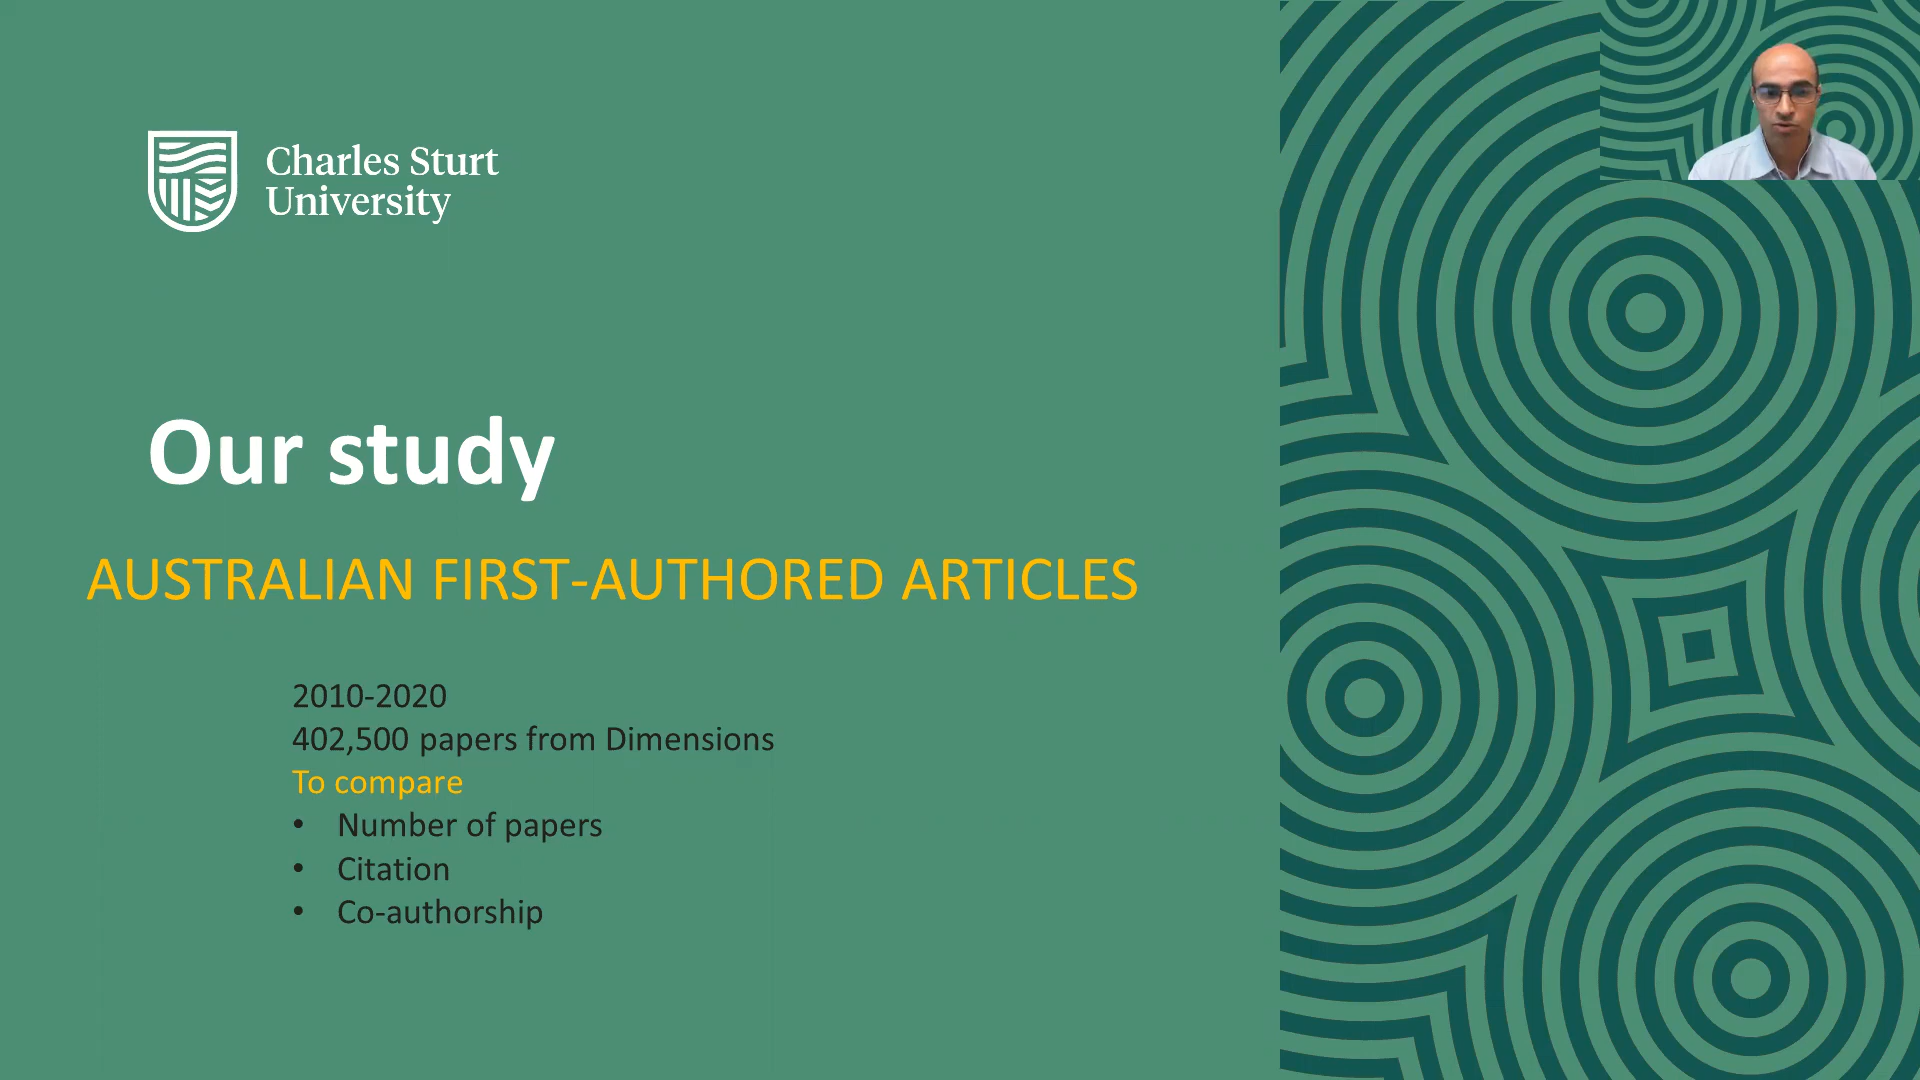 Charles Sturt
University
Our study
AUSTRALIAN FIRST-AUTHORED ARTICLES
2010-2020
402,500 papers from Dimensions
To compare
• Number of papers
• Citation
• Co-authorship